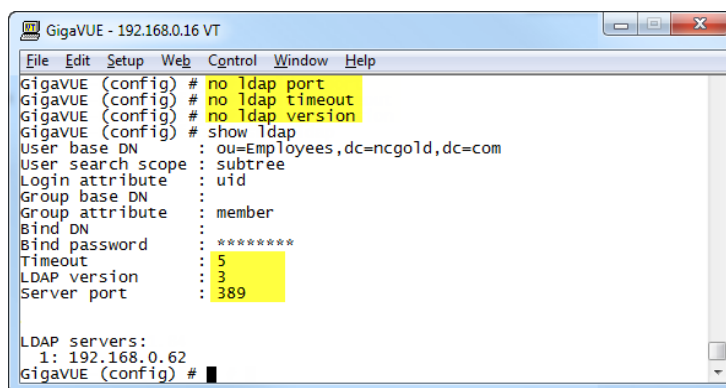 GigaVUE - 192.168.0.16 VT
File Edit Setup Web Control Window Help
GigaVUE (config) # no ldap port
GigaVUE (config) # no ldap timeout
GigaVUE (config) # no ldap version
GigaVUE (config) # show ldap
User base DN : ou=Employees,dc=ncgold,dc=com
User search scope : subtree
Login attribute : uid
Group base DN :
Group attribute : member
Bind DN :
Bind password : ********
Timeout : 5
LDAP version : 3
Server port : 389
LDAP servers:
1: 192.168.0.62
GigaVUE (config) #